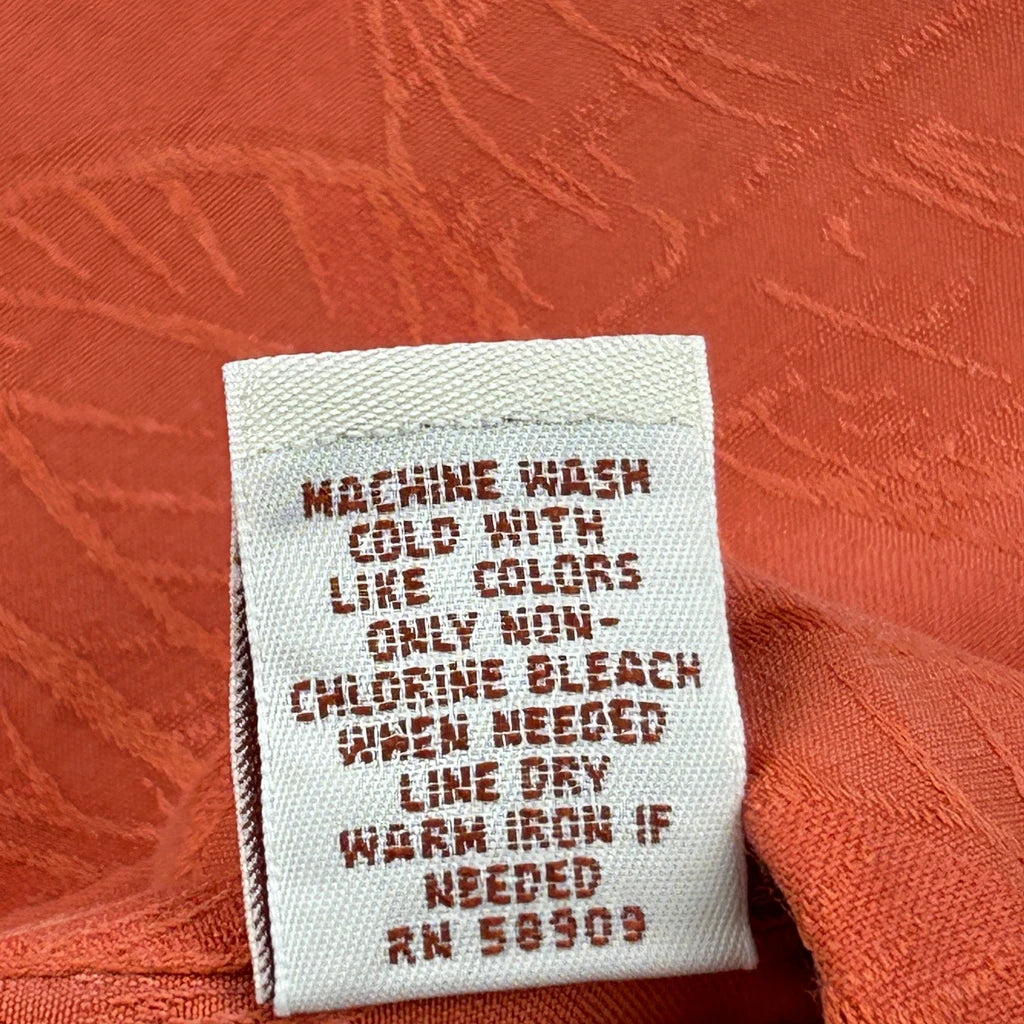 MACHINE WASH
COLD WITH
LIKE COLORS
ONLY NON-
CHLORINE BLEACH
WHEN NEEDED
LINE DRY
WARM IRON IF
NEEDED
RN 58909